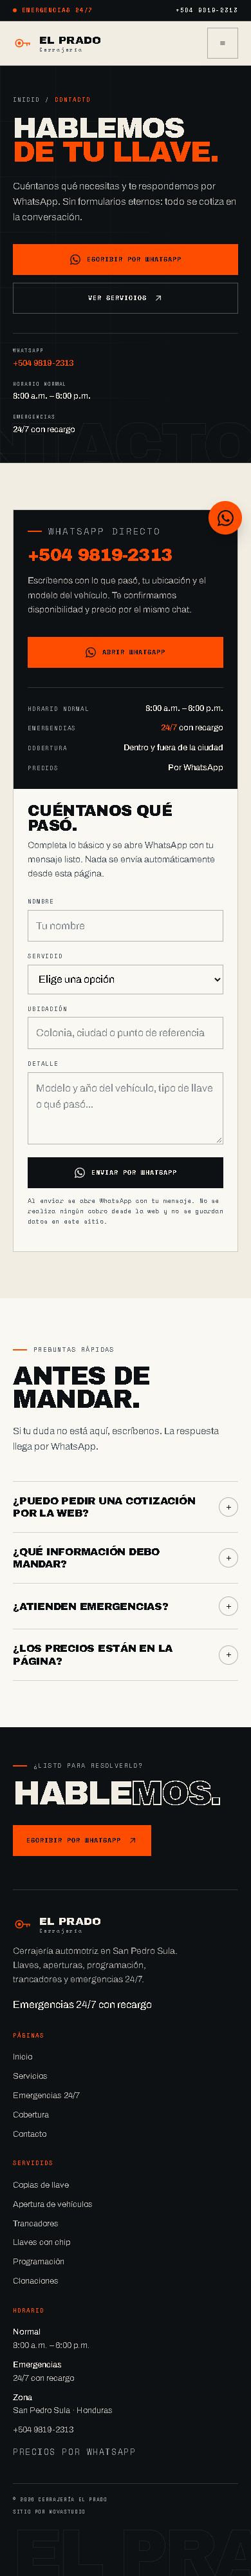 EMERGENCIAS 24/7
+504 9819-2313
EL PRADO
Cerrajería
INICIO / CONTACTO
HABLEMOS
DE TU LLAVE.
Cuéntanos qué necesitas y te respondemos por
WhatsApp. Sin formularios eternos: todo se cotiza en
la conversación.
ESCRIBIR POR WHATSAPP
VER SERVICIOS
WHATSAPP
+504 9819-2313
HORARIO NORMAL
8:00 a.m. – 6:00 p.m.
EMERGENCIAS
24/7 con recargo
NTACTO
WHATSAPP DIRECTO
+504 9819-2313
Escríbenos con lo que pasó, tu ubicación y el
modelo del vehículo. Te confirmamos
disponibilidad y precio por el mismo chat.
ABRIR WHATSAPP
HORARIO NORMAL 8:00 a.m. – 6:00 p.m.
EMERGENCIAS 24/7 con recargo
COBERTURA Dentro y fuera de la ciudad
PRECIOS Por WhatsApp
CUÉNTANOS QUÉ
PASÓ.
Completa lo básico y se abre WhatsApp con tu
mensaje listo. Nada se envía automáticamente
desde esta página.
NOMBRE
Tu nombre
SERVICIO
Elige una opción
UBICACIÓN
Colonia, ciudad o punto de referencia
DETALLE
Modelo y año del vehículo, tipo de llave
o qué pasó...
ENVIAR POR WHATSAPP
Al enviar se abre WhatsApp con tu mensaje. No se
realiza ningún cobro desde la web y no se guardan
datos en este sitio.
PREGUNTAS RÁPIDAS
ANTES DE
MANDAR.
Si tu duda no está aquí, escríbenos. La respuesta
llega por WhatsApp.
¿PUEDO PEDIR UNA COTIZACIÓN
POR LA WEB?
¿QUÉ INFORMACIÓN DEBO
MANDAR?
¿ATIENDEN EMERGENCIAS?
¿LOS PRECIOS ESTÁN EN LA
PÁGINA?
¿LISTO PARA RESOLVERLO?
HABLEMOS.
ESCRIBIR POR WHATSAPP
EL PRADO
Cerrajería
Cerrajería automotriz en San Pedro Sula.
Llaves, aperturas, programación,
trancadores y emergencias 24/7.
Emergencias 24/7 con recargo
PÁGINAS
Inicio
Servicios
Emergencias 24/7
Cobertura
Contacto
SERVICIOS
Copias de llave
Apertura de vehículos
Trancadores
Llaves con chip
Programación
Clonaciones
HORARIO
Normal
8:00 a.m. – 6:00 p.m.
Emergencias
24/7 con recargo
Zona
San Pedro Sula · Honduras
+504 9819-2313
PRECIOS POR WHATSAPP
© 2026 CERRAJERÍA EL PRADO
SITIO POR NOVASTUDIO
EL PRA